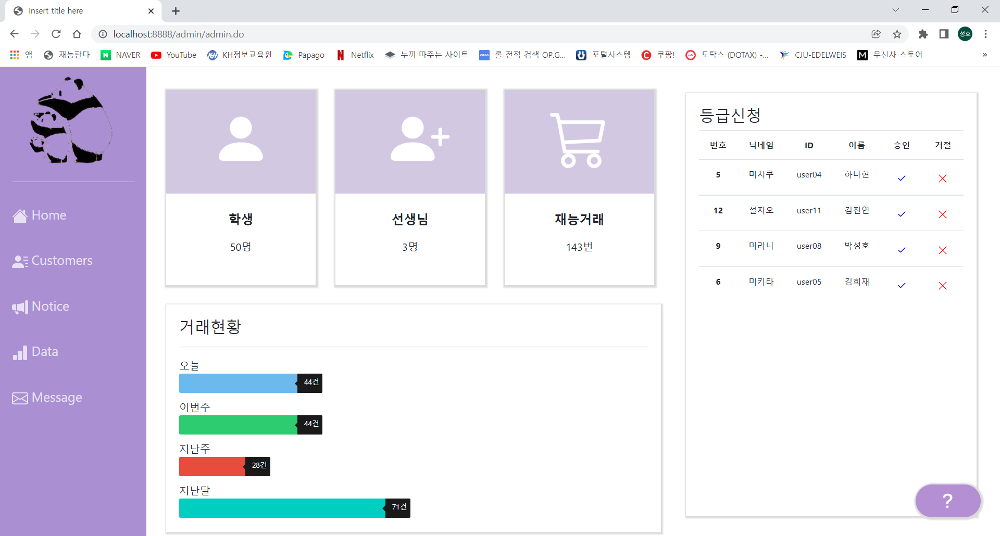 Insert title here
localhost:8888/admin/admin.do
성호
앱 재능판다 NAVER YouTube KH정보교육원 Papago Netflix 누끼 따주는 사이트 롤 전적 검색 OP.G... 포털시스템 쿠팡! 도탁스 (DOTAX) -... CJU-EDELWEIS 무신사 스토어 »
Home
Customers
Notice
Data
Message
학생
50명
선생님
3명
재능거래
143번
거래현황
오늘
44건
이번주
44건
지난주
28건
지난달
71건
등급신청
번호 닉네임 ID 이름 승인 거절
5 미치쿠 user04 하나현
12 설지오 user11 김진연
9 미리니 user08 박성호
6 미키타 user05 김희재
?